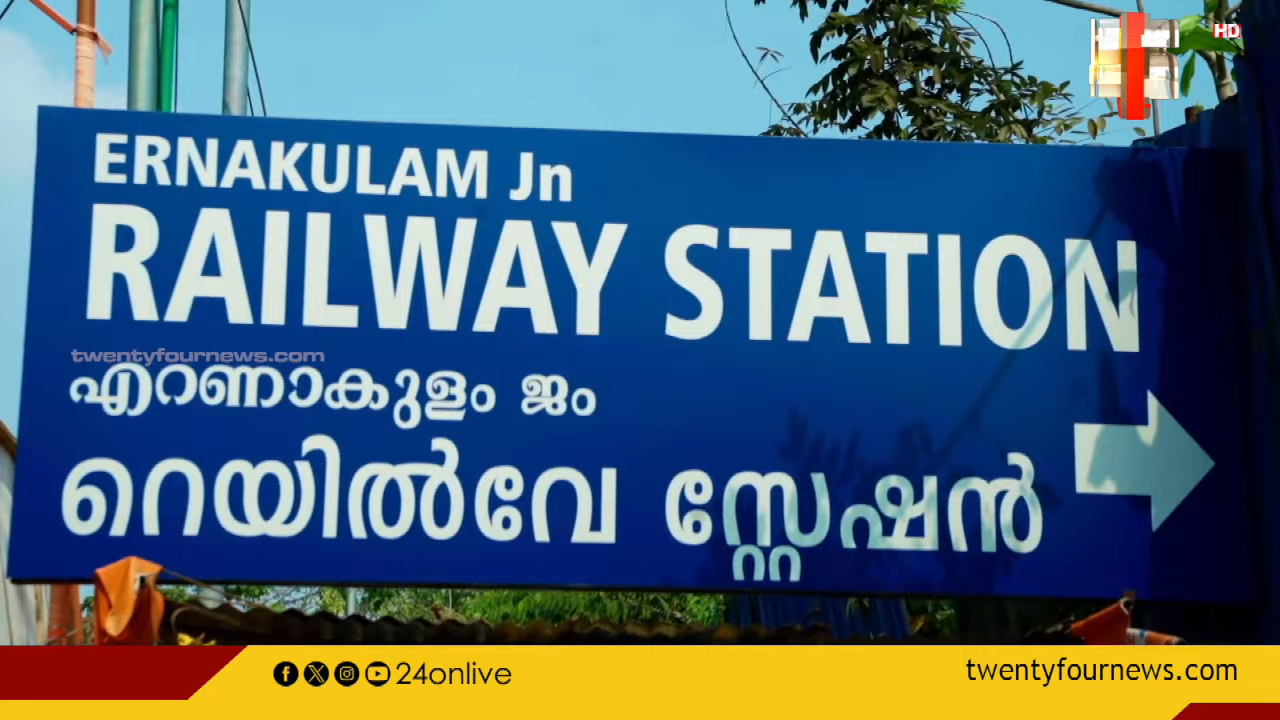 HD
ERNAKULAM Jn
RAILWAY STATION
twentyfournews.com
എറണാകുളം ജം
റെയിൽവേ സ്റ്റേഷൻ
24onlive
twentyfournews.com